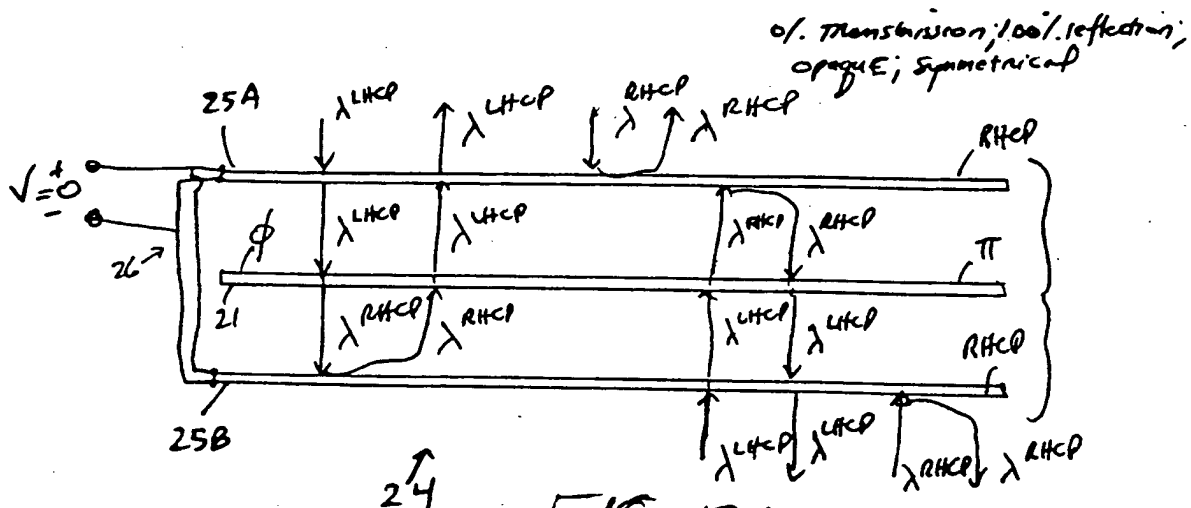 0/. Transmission; 100/. reflection;
opaque; Symmetrical
25A
λLHCP λLHCP λRHCP λRHCP
RHCP
V=0
+
-
26
φ
λLHCP λLHCP λRHCP λRHCP
π
21
λRHCP λRHCP λLHCP λLHCP
RHCP
25B
λLHCP λLHCP λRHCP λRHCP
24